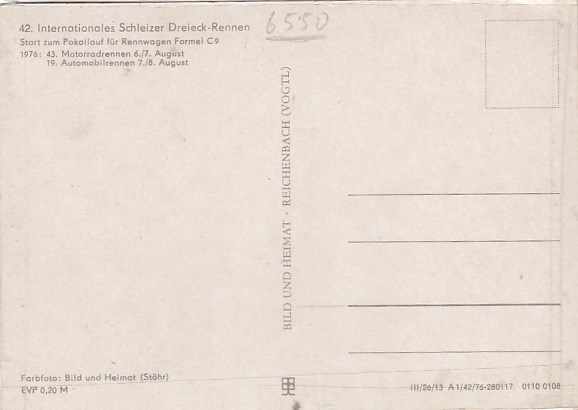 42. Internationales Schleizer Dreieck-Rennen
Start zum Pokallauf für Rennwagen Formel C9
1976: 43. Motorradrennen 6./7. August
19. Automobilrennen 7./8. August
6550
BILD UND HEIMAT · REICHENBACH (VOGTL)
Farbfoto: Bild und Heimat (Stöhr)
EVP 0,20 M
III/26/13 A 1/42/76-280117 0110 0108